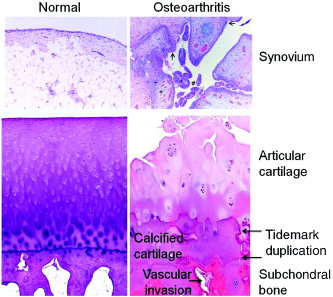 Normal
Osteoarthritis
Synovium
Articular
cartilage
Calcified
cartilage
Tidemark
duplication
Vascular
invasion
Subchondral
bone